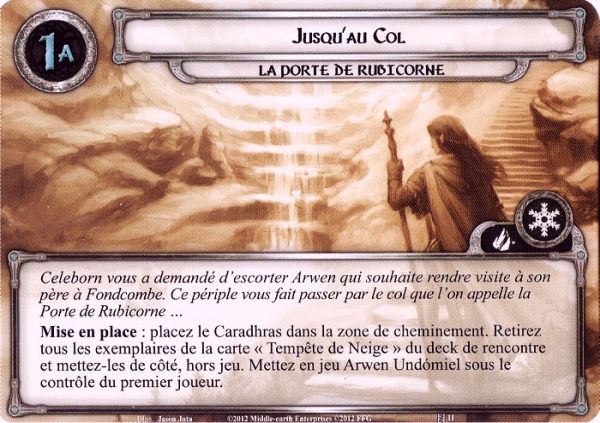 1A
JUSQU'AU COL
LA PORTE DE RUBICORNE
Celeborn vous a demandé d'escorter Arwen qui souhaite rendre visite à son
père à Fondcombe. Ce périple vous fait passer par le col que l'on appelle la
Porte de Rubicorne …
Mise en place : placez le Caradhras dans la zone de cheminement. Retirez
tous les exemplaires de la carte « Tempête de Neige » du deck de rencontre
et mettez-les de côté, hors jeu. Mettez en jeu Arwen Undómiel sous le
contrôle du premier joueur.
Illus. Jason Juta ©2012 Middle-earth Enterprises ©2012 FFG 11